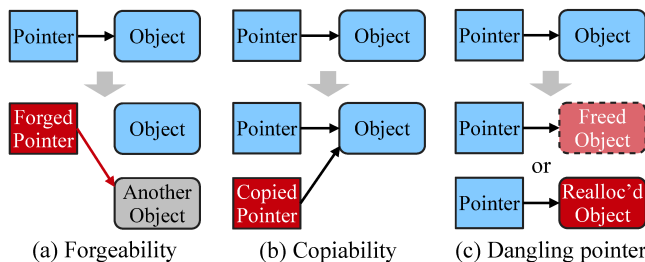 Pointer Object
Forged
Pointer
Object
Another
Object
(a) Forgeability
Pointer Object
Pointer Object
Copied
Pointer
(b) Copiability
Pointer Object
Pointer
Freed
Object
or
Pointer
Realloc'd
Object
(c) Dangling pointer